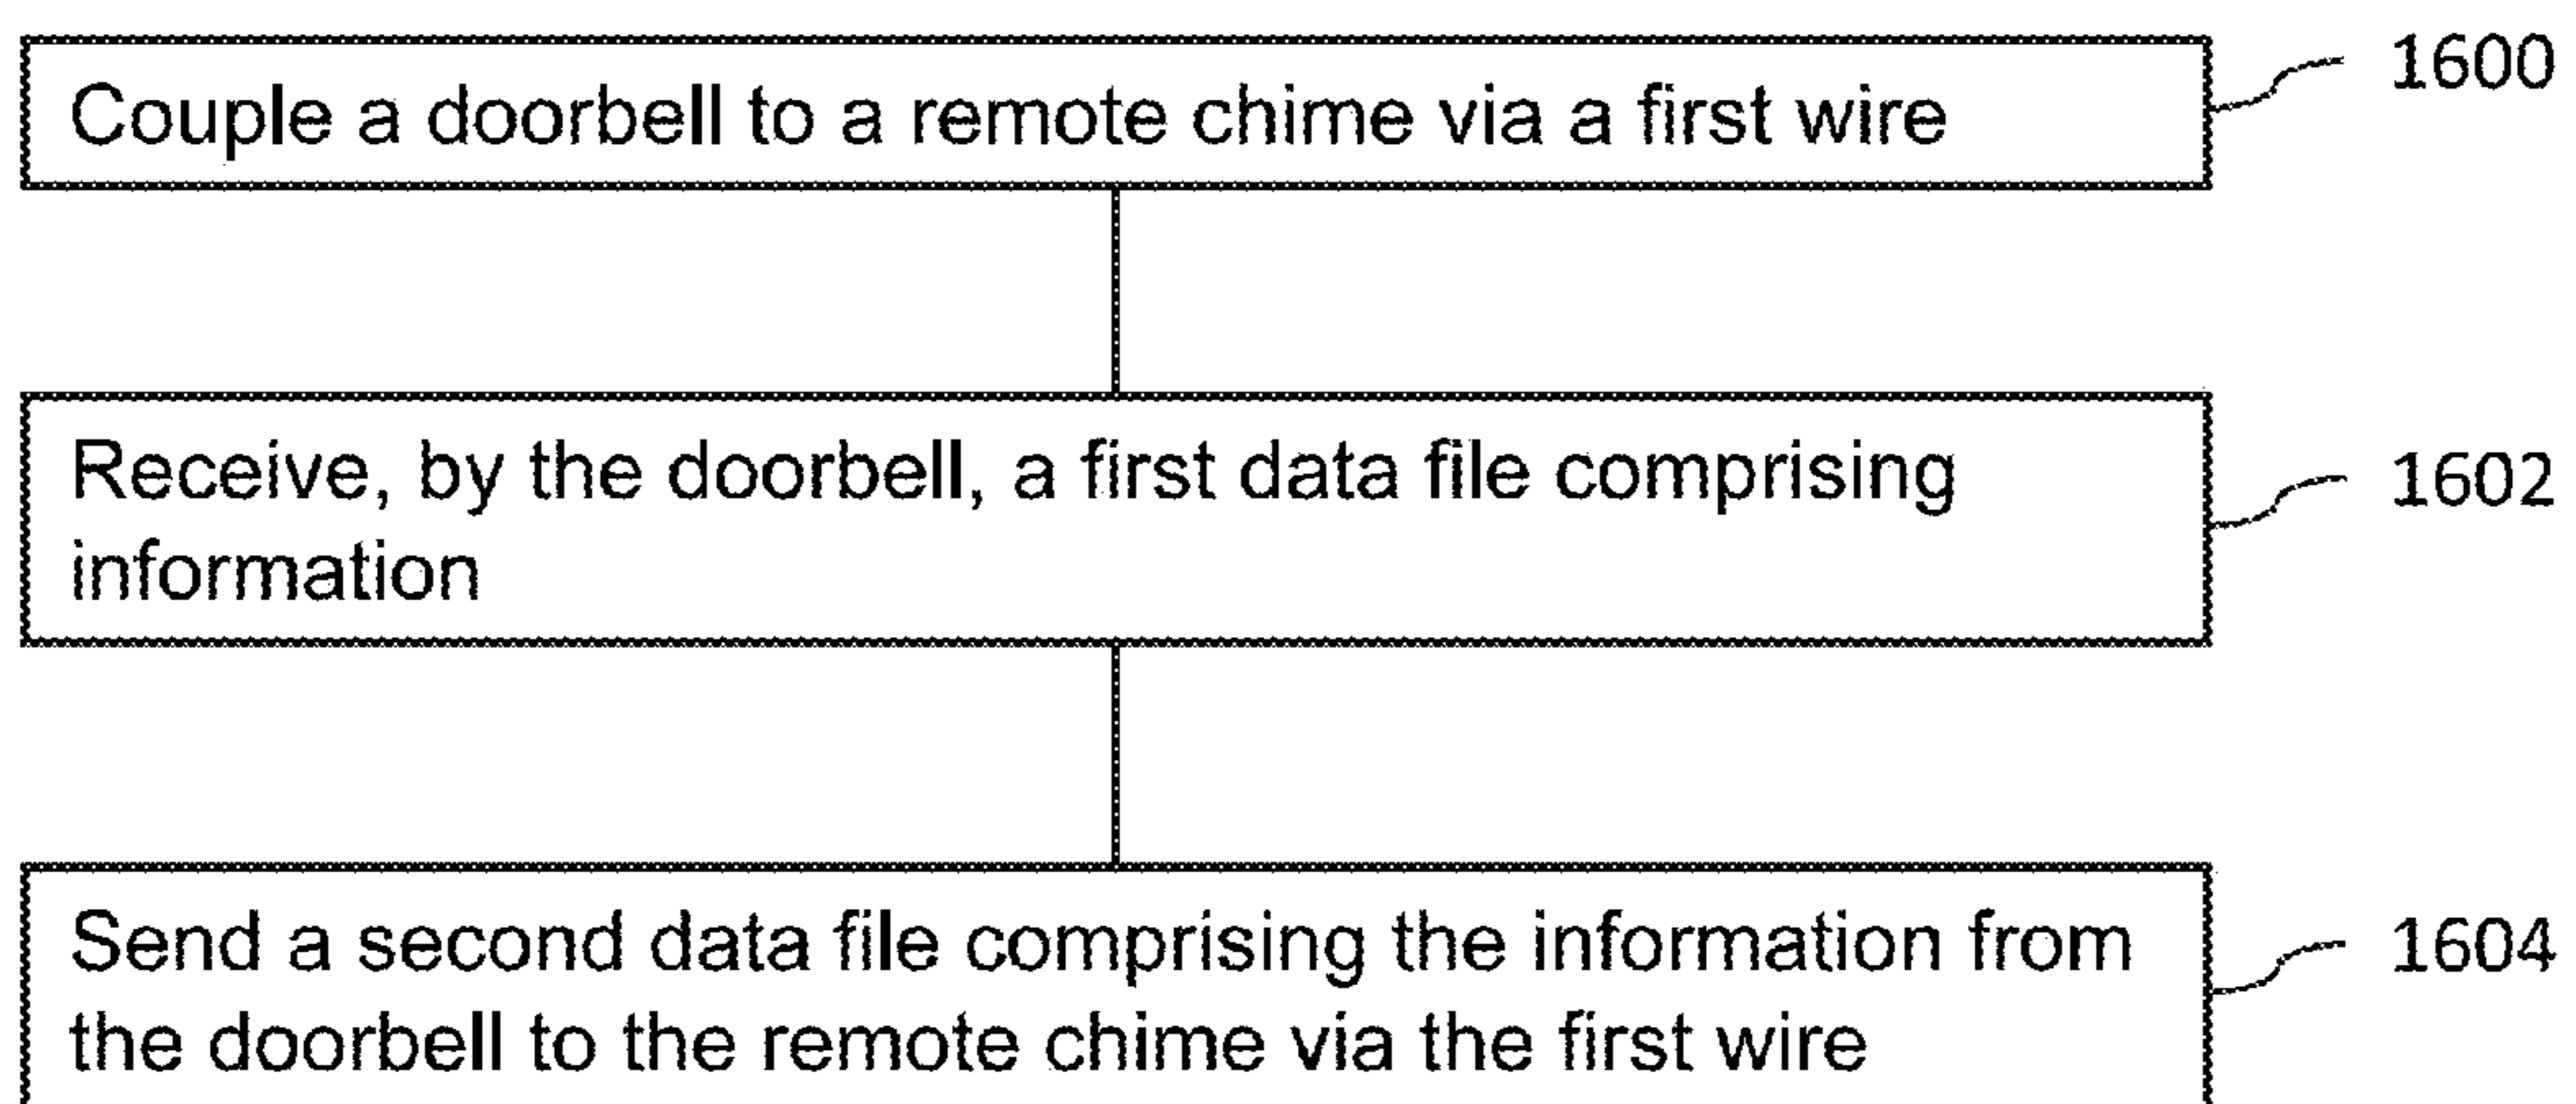 Couple a doorbell to a remote chime via a first wire
1600
Receive, by the doorbell, a first data file comprising
information
1602
Send a second data file comprising the information from
the doorbell to the remote chime via the first wire
1604